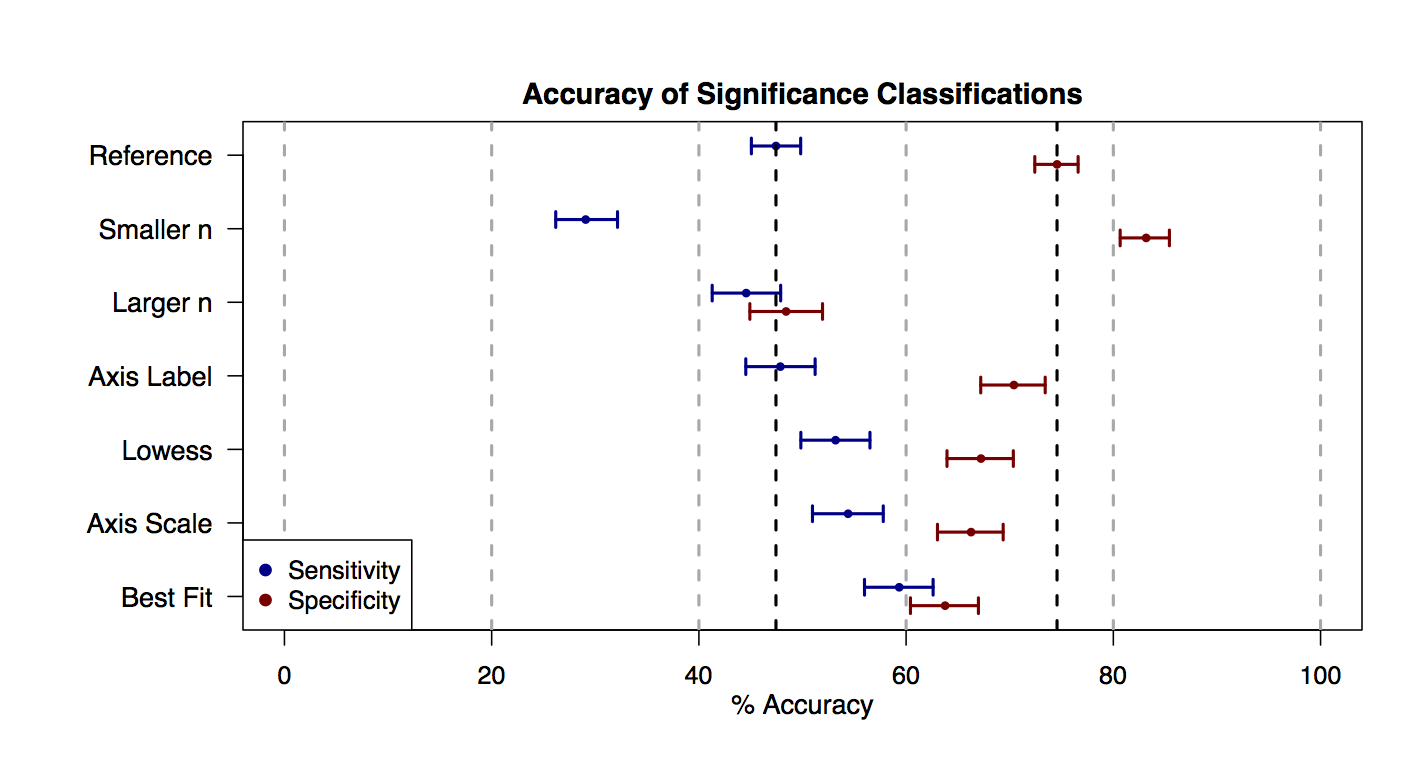 Accuracy of Significance Classifications
Reference
Smaller n
Larger n
Axis Label
Lowess
Axis Scale
Best Fit
Sensitivity
Specificity
0 20 40 60 80 100
% Accuracy